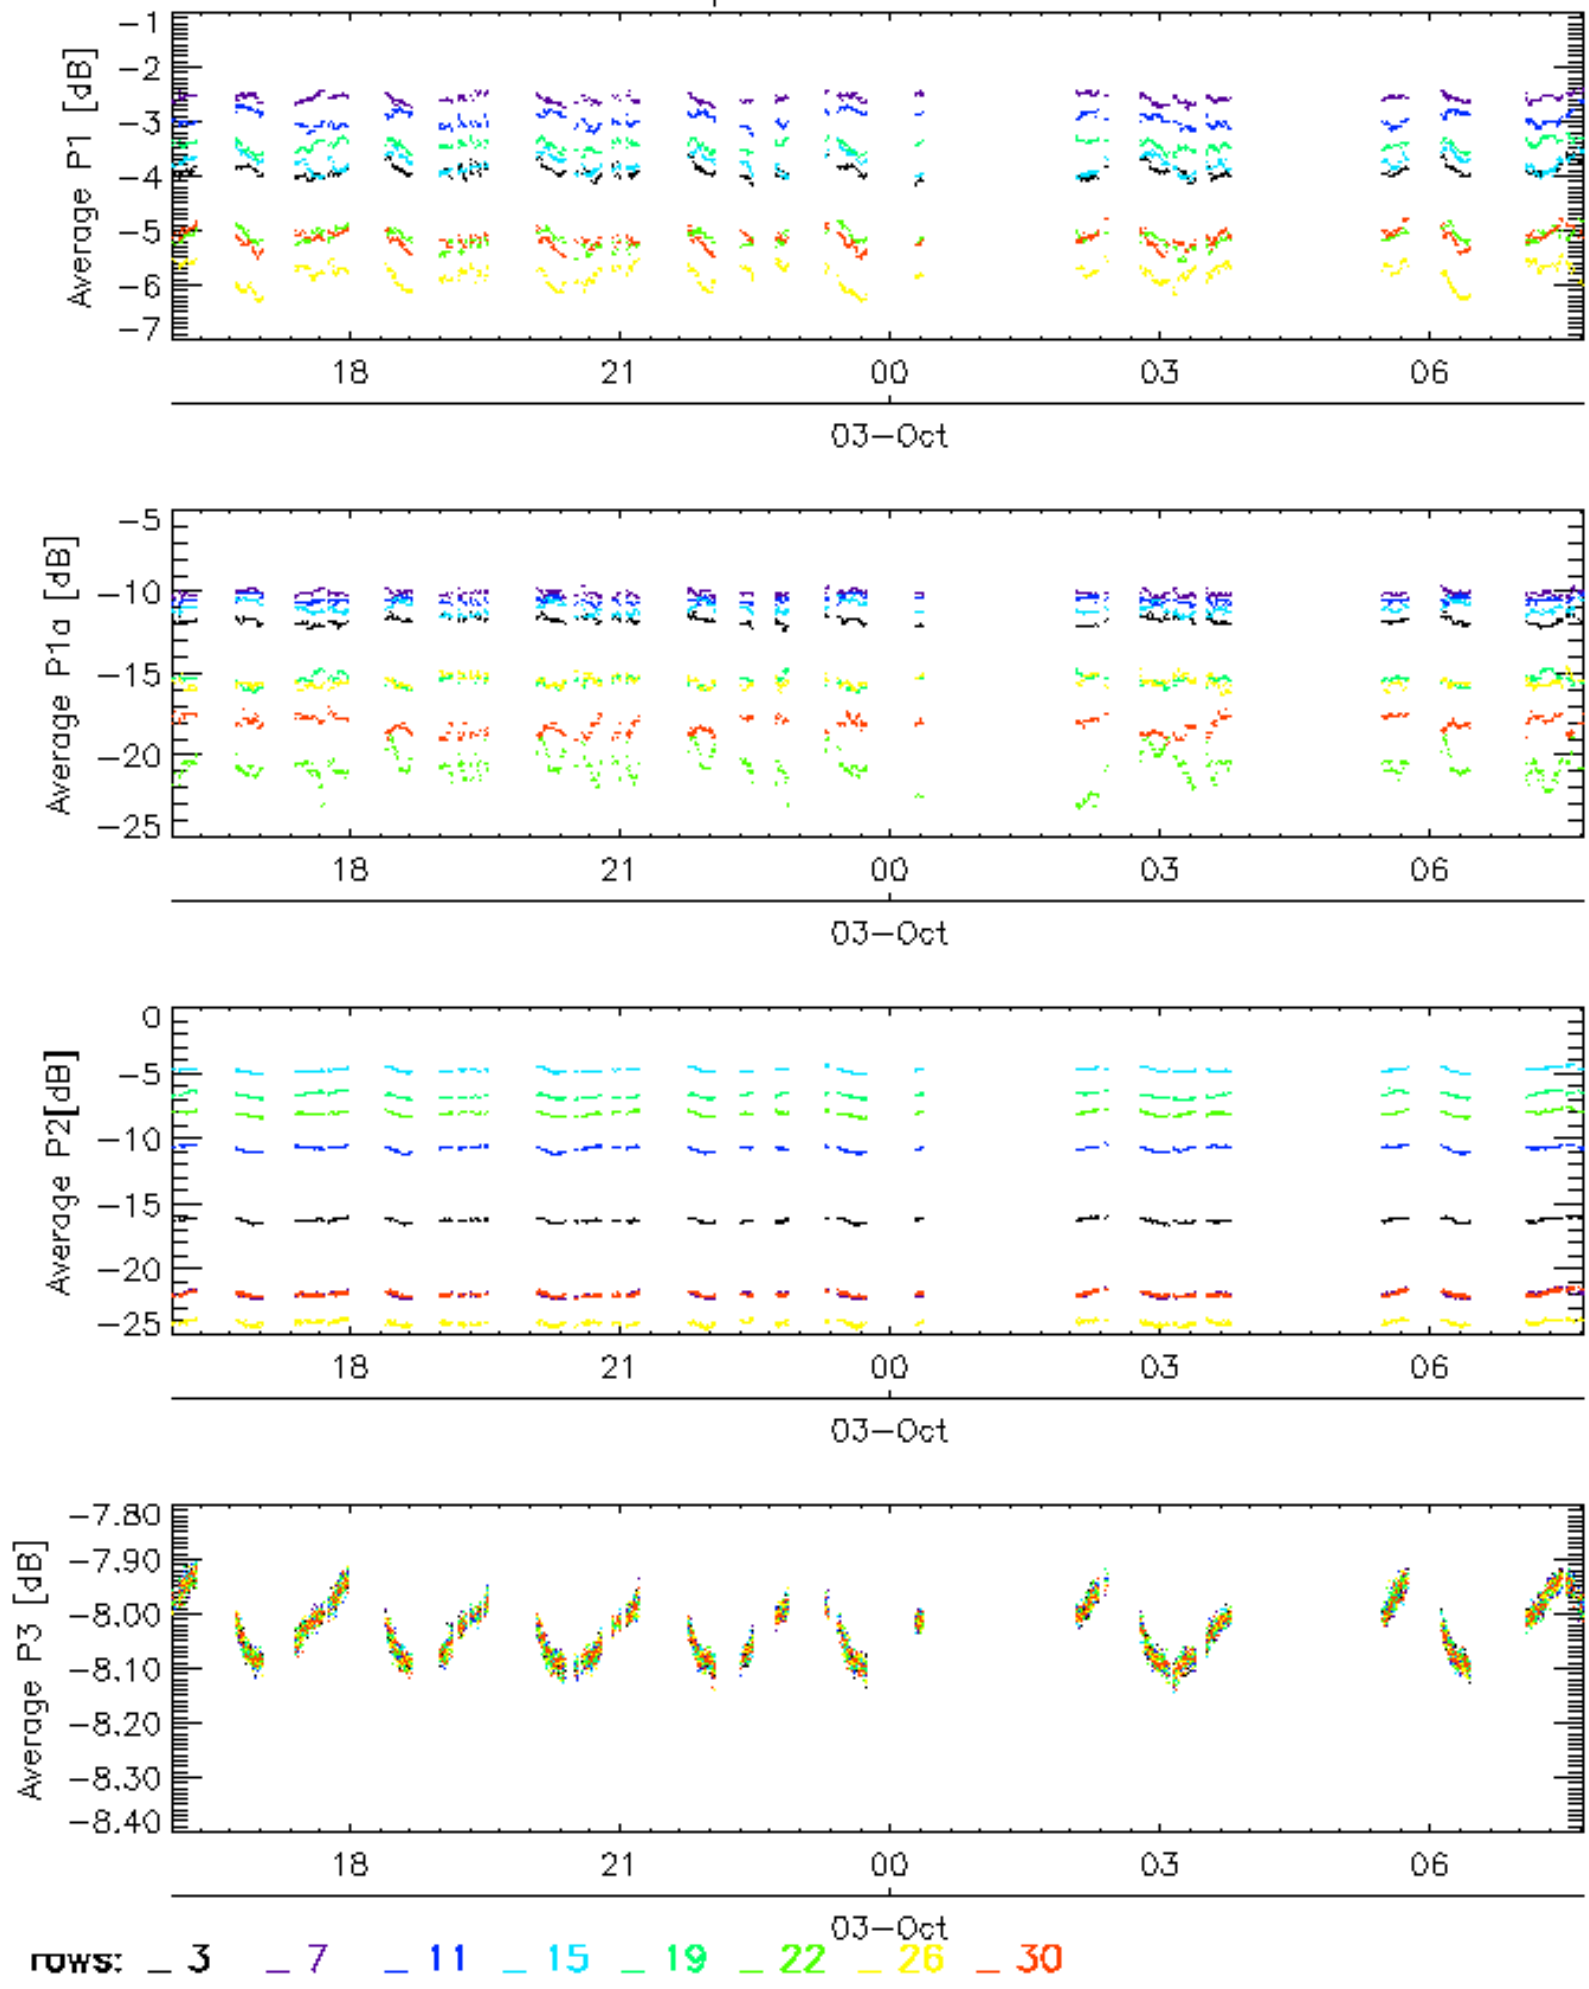 Average P1 [dB]
-1
-2
-3
-4
-5
-6
-7
18 21 00 03 06
03-Oct
Average P1a [dB]
-5
-10
-15
-20
-25
18 21 00 03 06
03-Oct
Average P2[dB]
0
-5
-10
-15
-20
-25
18 21 00 03 06
03-Oct
Average P3 [dB]
-7.80
-7.90
-8.00
-8.10
-8.20
-8.30
-8.40
18 21 00 03 06
03-Oct
rows: _ 3 _ 7 _ 11 _ 15 _ 19 _ 22 _ 26 _ 30